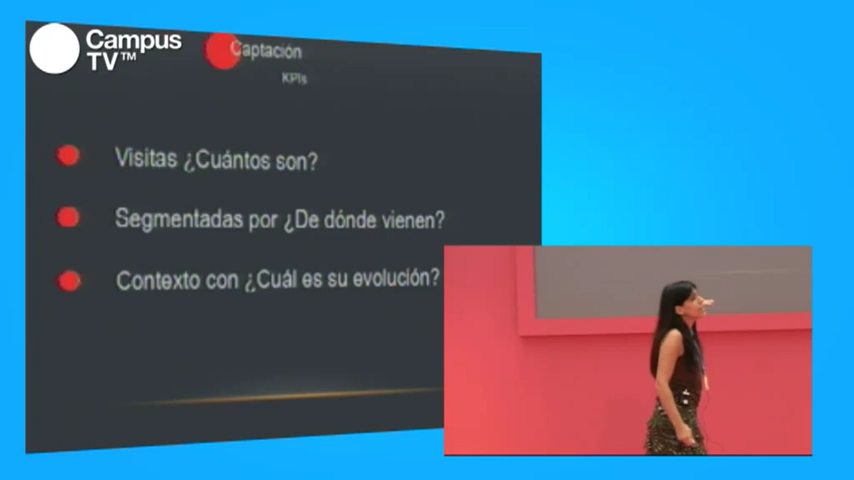 Campus
TV™
Captación
KPIs
Visitas ¿Cuántos son?
Segmentadas por ¿De dónde vienen?
Contexto con ¿Cuál es su evolución?